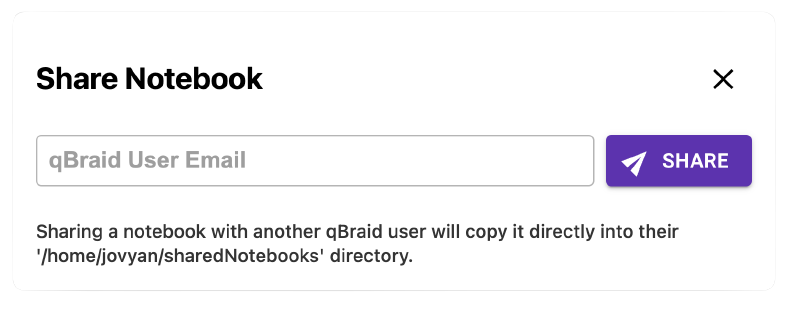 Share Notebook
qBraid User Email
SHARE
Sharing a notebook with another qBraid user will copy it directly into their
'/home/jovyan/sharedNotebooks' directory.